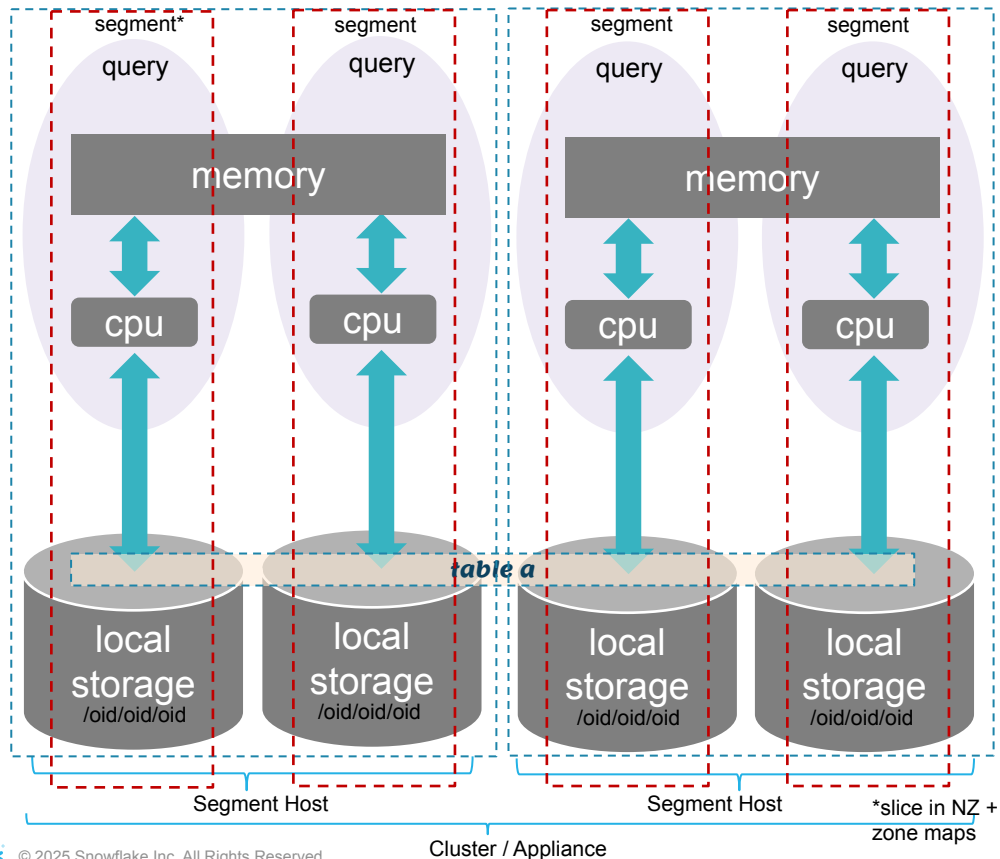 segment*
segment
segment
segment
query
query
query
query
memory
memory
cpu
cpu
cpu
cpu
table a
local
storage
/oid/oid/oid
local
storage
/oid/oid/oid
local
storage
/oid/oid/oid
local
storage
/oid/oid/oid
Segment Host
Segment Host
*slice in NZ +
zone maps
Cluster / Appliance
© 2025 Snowflake Inc. All Rights Reserved